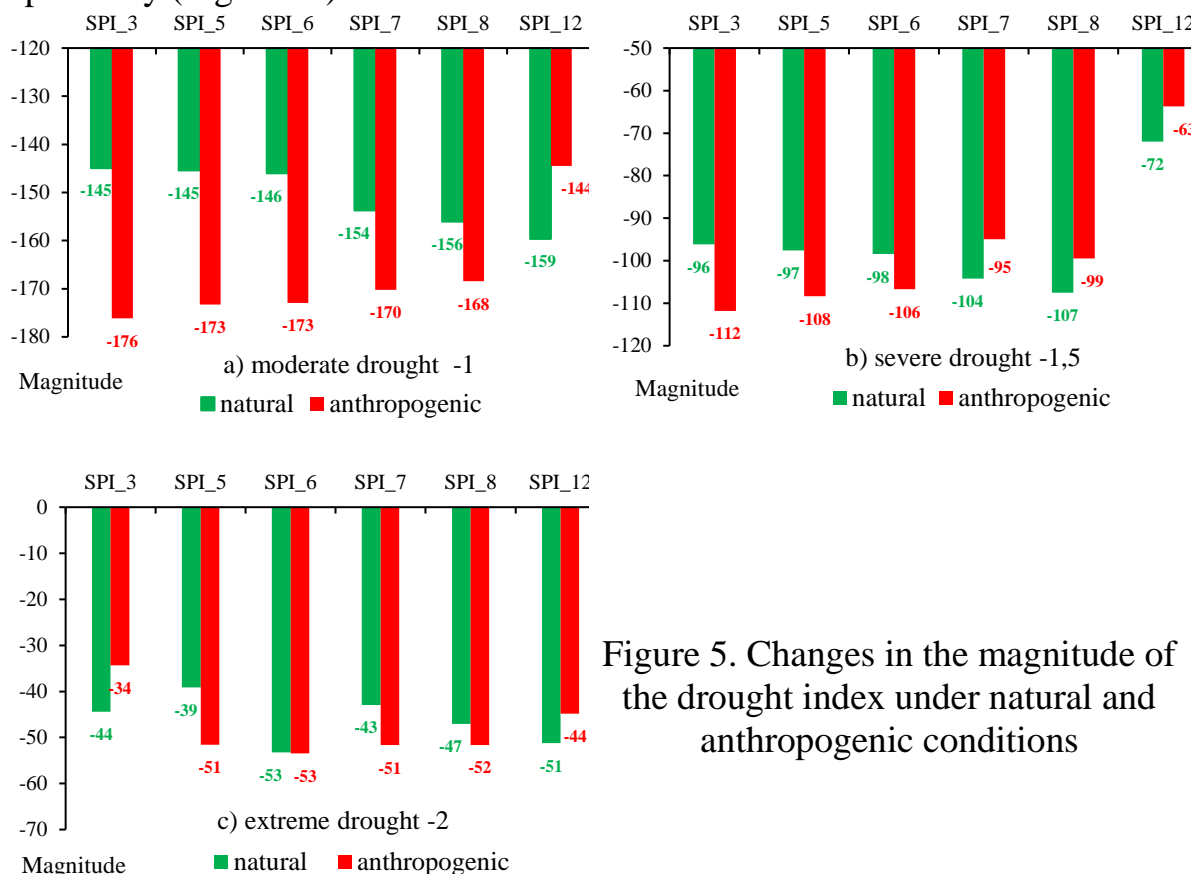 SPI_3 SPI_5 SPI_6 SPI_7 SPI_8 SPI_12
-120
-130
-140
-150
-160
-170
-180
-145 -145 -146 -154 -156 -159
-176 -173 -173 -170 -168 -144
a) moderate drought -1
Magnitude
natural anthropogenic
SPI_3 SPI_5 SPI_6 SPI_7 SPI_8 SPI_12
-50
-60
-70
-80
-90
-100
-110
-120
-96 -97 -98 -104 -107 -72
-112 -108 -106 -95 -99 -63
b) severe drought -1,5
Magnitude
natural anthropogenic
SPI_3 SPI_5 SPI_6 SPI_7 SPI_8 SPI_12
0
-10
-20
-30
-40
-50
-60
-70
-44 -39 -53 -43 -47 -51
-34 -51 -53 -51 -52 -44
c) extreme drought -2
Magnitude
natural anthropogenic
Figure 5. Changes in the magnitude of
the drought index under natural and
anthropogenic conditions